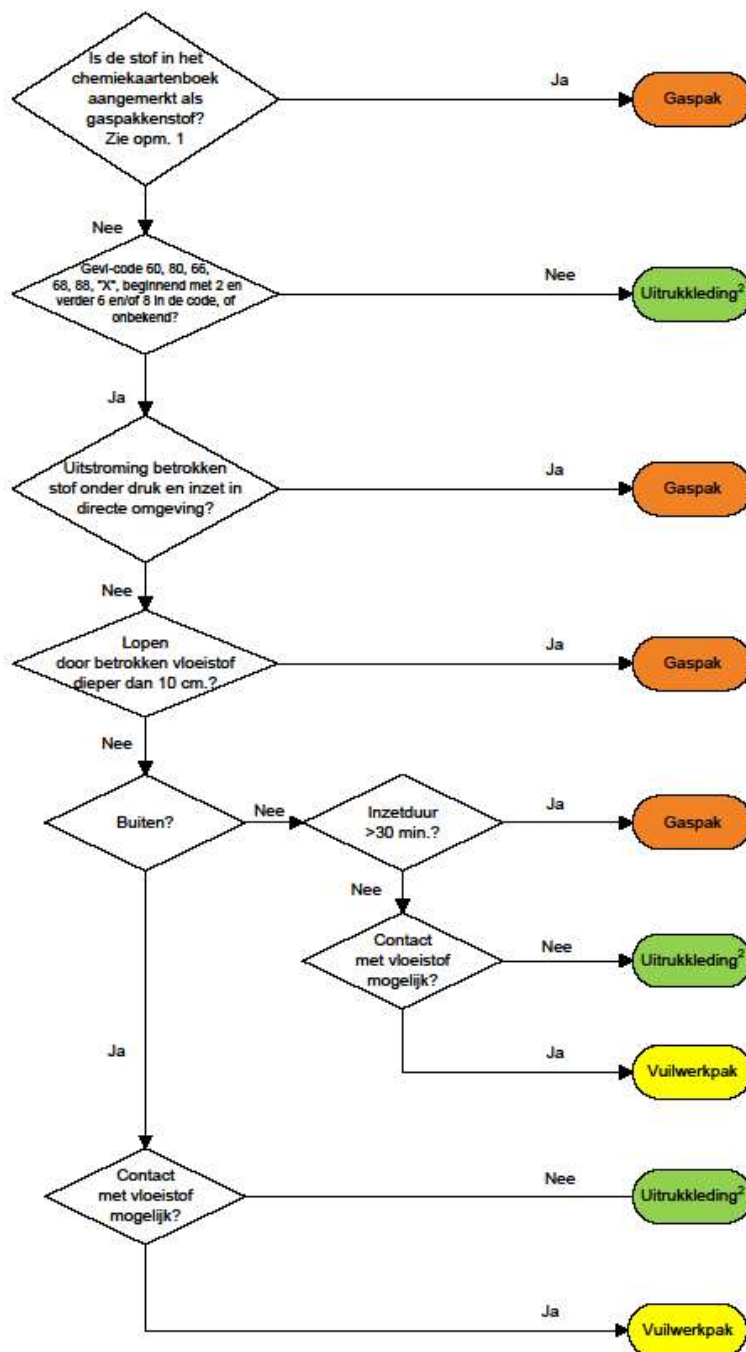 Is de stof in het
chemiekaartenboek
aangemerkt als
gaspakkenstof?
Zie opm. 1
Ja
Gaspak
Nee
Gevi-code 60, 80, 66,
68, 88, "X", beginnend met 2 en
verder 6 en/of 8 in de code, of
onbekend?
Nee
Uitrukkleding²
Ja
Uitstroming betrokken
stof onder druk en inzet in
directe omgeving?
Ja
Gaspak
Nee
Lopen
door betrokken vloeistof
dieper dan 10 cm.?
Ja
Gaspak
Nee
Buiten?
Nee
Inzetduur
>30 min.?
Ja
Gaspak
Nee
Contact
met vloeistof
mogelijk?
Nee
Uitrukkleding²
Ja
Vuilwerkpak
Ja
Contact
met vloeistof
mogelijk?
Nee
Uitrukkleding²
Ja
Vuilwerkpak